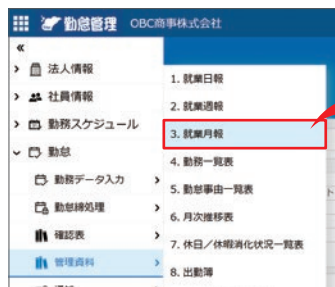 勤怠管理 OBC商事株式会社
«
法人情報
社員情報
勤務スケジュール
勤怠
勤務データ入力
勤怠締処理
確認表
管理資料
1. 就業日報
2. 就業週報
3. 就業月報
4. 勤務一覧表
5. 勤怠事由一覧表
6. 月次推移表
7. 休日／休暇消化状況一覧表
8. 出勤簿
ト